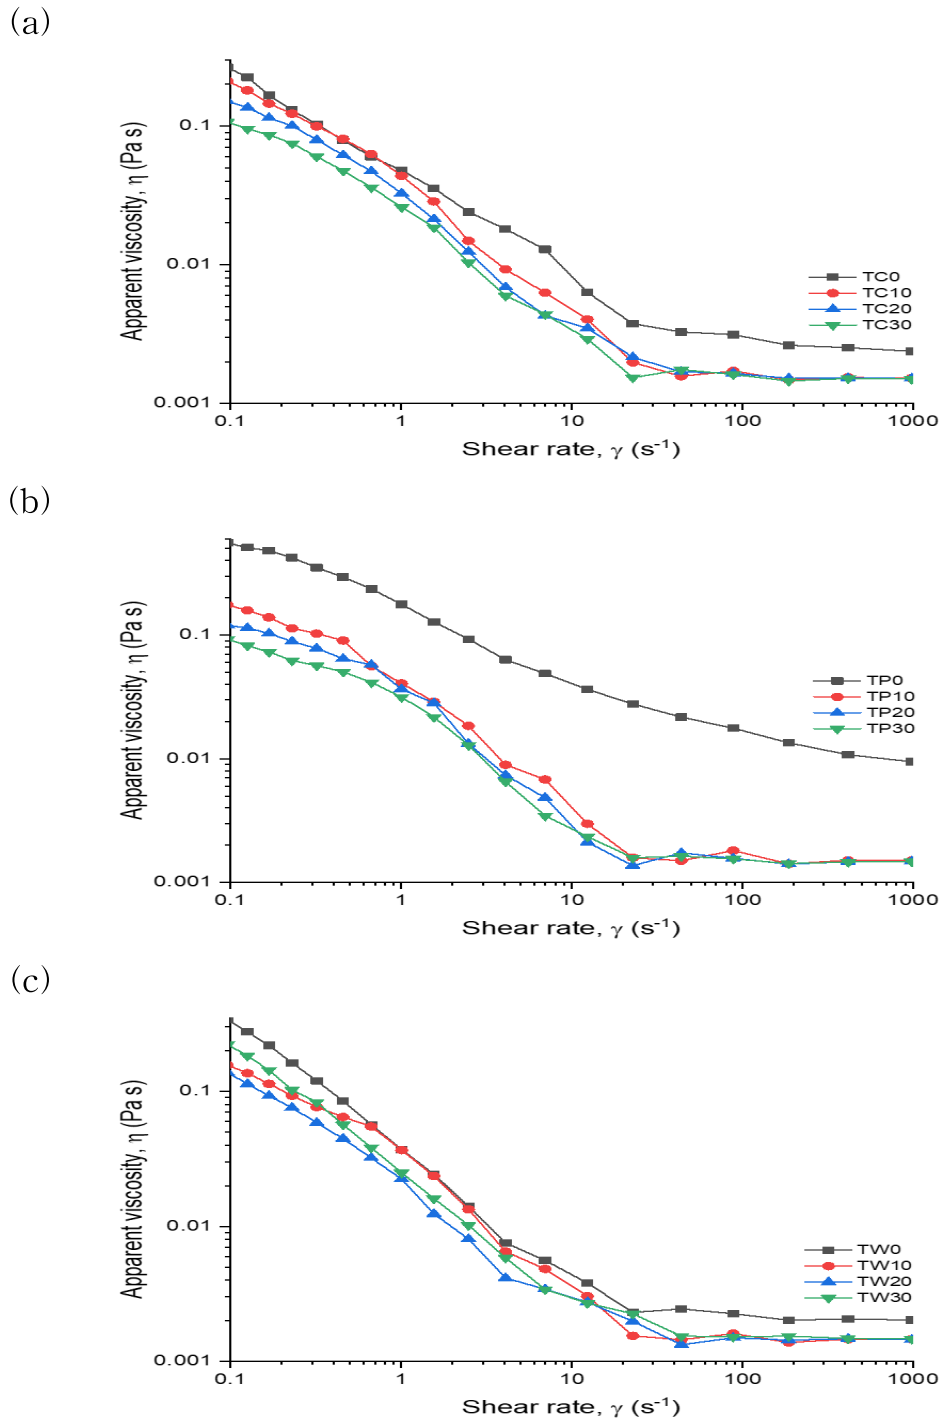 (a)
Apparent viscosity, η (Pa s)
0.1
0.01
0.001
TC0
TC10
TC20
TC30
0.1 1 10 100 1000
Shear rate, γ (s⁻¹)
(b)
Apparent viscosity, η (Pa s)
0.1
0.01
0.001
TP0
TP10
TP20
TP30
0.1 1 10 100 1000
Shear rate, γ (s⁻¹)
(c)
Apparent viscosity, η (Pa s)
0.1
0.01
0.001
TW0
TW10
TW20
TW30
0.1 1 10 100 1000
Shear rate, γ (s⁻¹)